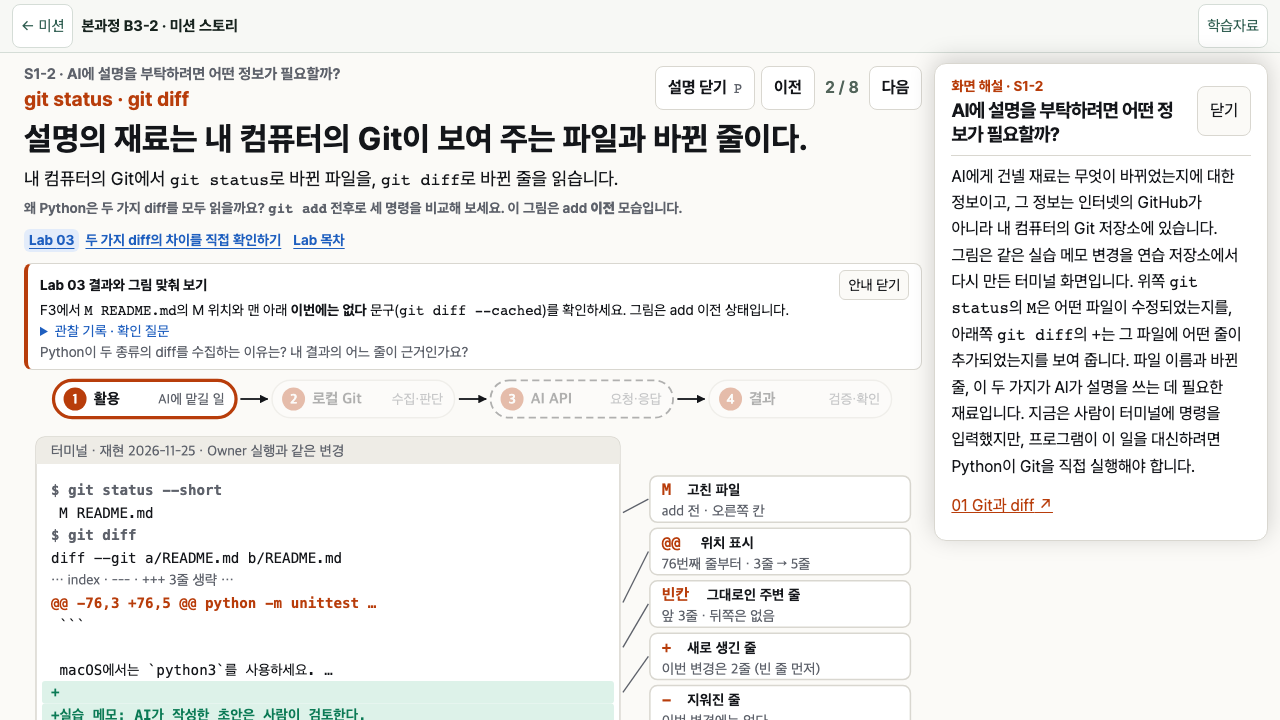 ← 미션
본과정 B3-2 · 미션 스토리
학습자료
S1-2 · AI에 설명을 부탁하려면 어떤 정보가 필요할까?
git status · git diff
설명 닫기 P
이전
2 / 8
다음
설명의 재료는 내 컴퓨터의 Git이 보여 주는 파일과 바뀐 줄이다.
내 컴퓨터의 Git에서 git status로 바뀐 파일을, git diff로 바뀐 줄을 읽습니다.
왜 Python은 두 가지 diff를 모두 읽을까요? git add 전후로 세 명령을 비교해 보세요. 이 그림은 add 이전 모습입니다.
Lab 03 두 가지 diff의 차이를 직접 확인하기 Lab 목차
Lab 03 결과와 그림 맞춰 보기
안내 닫기
F3에서 M README.md의 M 위치와 맨 아래 이번에는 없다 문구(git diff --cached)를 확인하세요. 그림은 add 이전 상태입니다.
▶ 관찰 기록 · 확인 질문
Python이 두 종류의 diff를 수집하는 이유는? 내 결과의 어느 줄이 근거인가요?
1 활용 AI에 맡길 일
2 로컬 Git 수집·판단
3 AI API 요청·응답
4 결과 검증·확인
터미널 · 재현 2026-11-25 · Owner 실행과 같은 변경
$ git status --short
 M README.md
$ git diff
diff --git a/README.md b/README.md
··· index · --- · +++ 3줄 생략 ···
@@ -76,3 +76,5 @@ python -m unittest …
 ```
 macOS에서는 `python3`를 사용하세요. …
+
+실습 메모: AI가 작성한 초안은 사람이 검토한다.
M 고친 파일
add 전 · 오른쪽 칸
@@ 위치 표시
76번째 줄부터 · 3줄 → 5줄
빈칸 그대로인 주변 줄
앞 3줄 · 뒤쪽은 없음
+ 새로 생긴 줄
이번 변경은 2줄 (빈 줄 먼저)
− 지워진 줄
이번 변경에는 없다
화면 해설 · S1-2
AI에 설명을 부탁하려면 어떤 정
보가 필요할까?
닫기
AI에게 건넬 재료는 무엇이 바뀌었는지에 대한
정보이고, 그 정보는 인터넷의 GitHub가
아니라 내 컴퓨터의 Git 저장소에 있습니다.
그림은 같은 실습 메모 변경을 연습 저장소에서
다시 만든 터미널 화면입니다. 위쪽 git
status의 M은 어떤 파일이 수정되었는지를,
아래쪽 git diff의 +는 그 파일에 어떤 줄이
추가되었는지를 보여 줍니다. 파일 이름과 바뀐
줄, 이 두 가지가 AI가 설명을 쓰는 데 필요한
재료입니다. 지금은 사람이 터미널에 명령을
입력했지만, 프로그램이 이 일을 대신하려면
Python이 Git을 직접 실행해야 합니다.
01 Git과 diff ↗